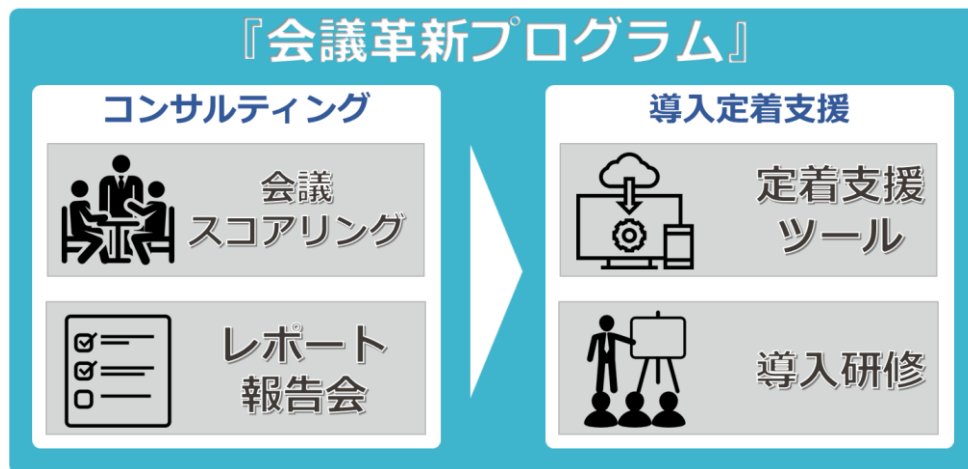 『会議革新プログラム』
コンサルティング
会議
スコアリング
レポート
報告会
導入定着支援
定着支援
ツール
導入研修